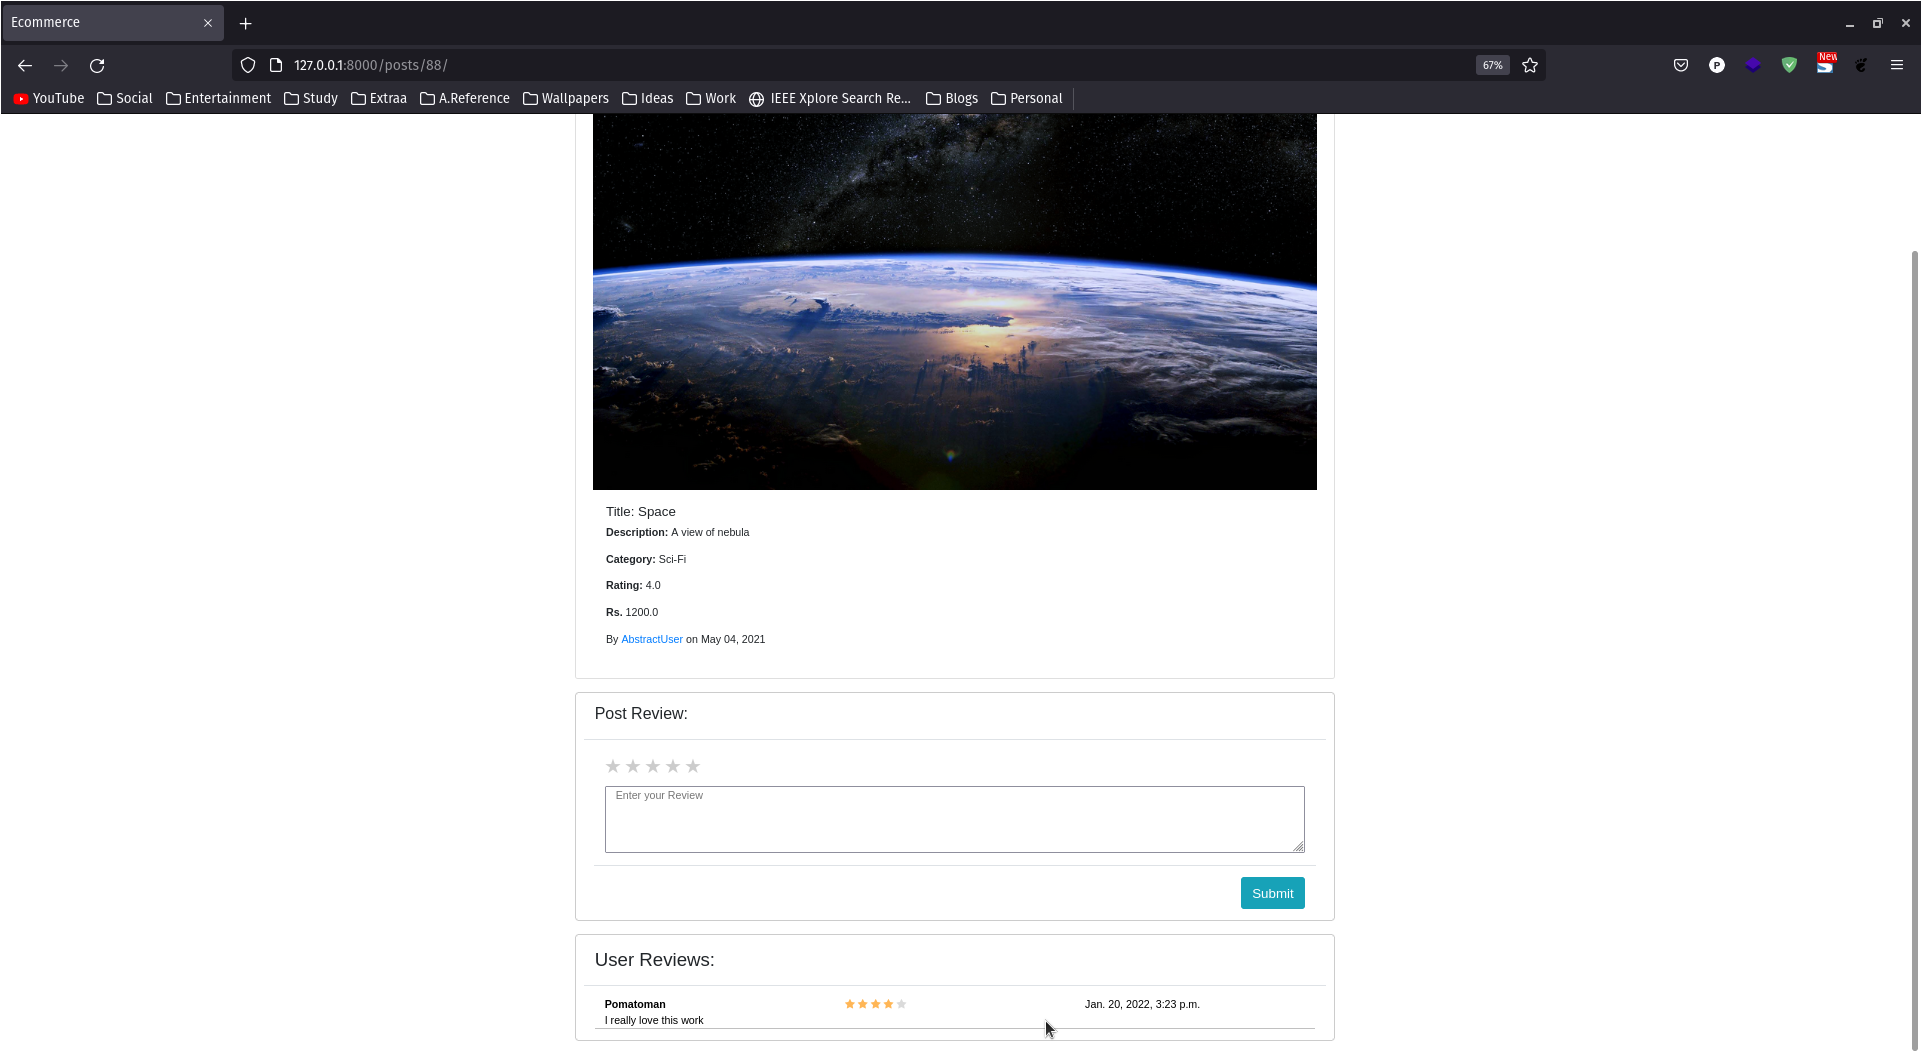 Ecommerce
127.0.0.1:8000/posts/88/
67%
P
New
YouTube Social Entertainment Study Extraa A.Reference Wallpapers Ideas Work IEEE Xplore Search Re... Blogs Personal
Title: Space
Description: A view of nebula
Category: Sci-Fi
Rating: 4.0
Rs. 1200.0
By AbstractUser on May 04, 2021
Post Review:
Enter your Review
Submit
User Reviews:
Pomatoman Jan. 20, 2022, 3:23 p.m.
I really love this work